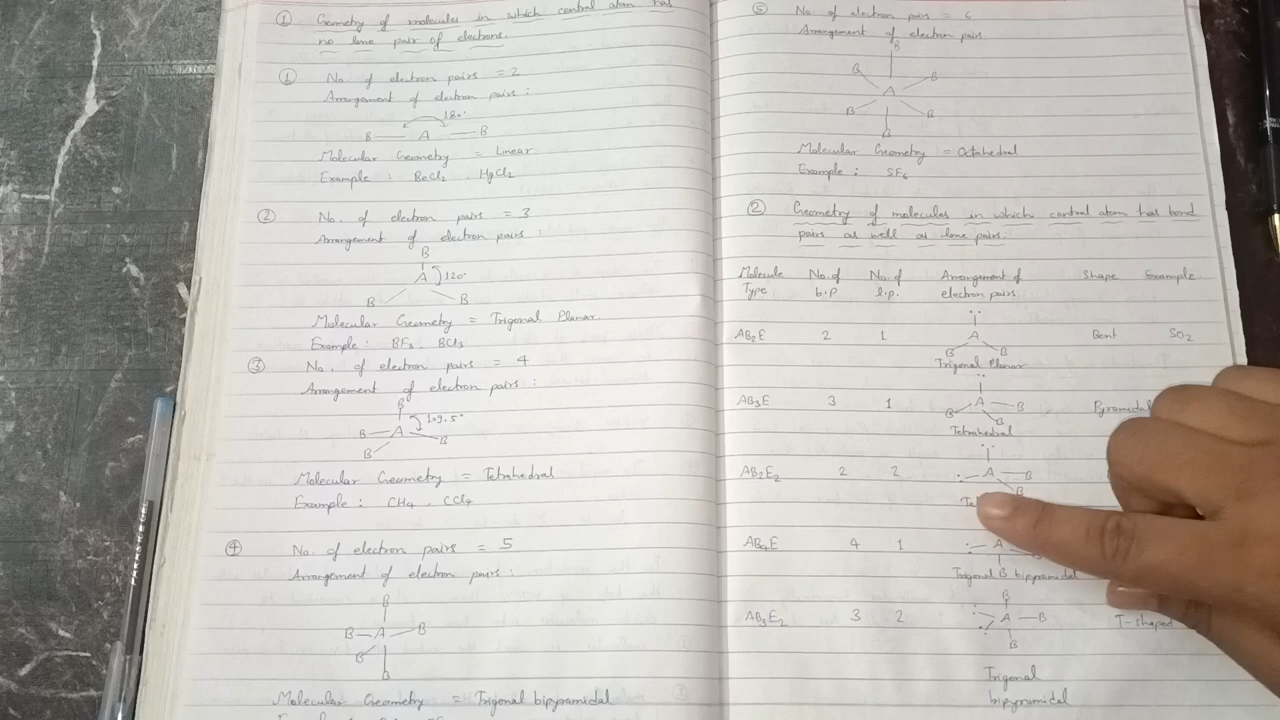 ① Geometry of molecules in which central atom has
no lone pair of electrons.
① No. of electron pairs = 2
Arrangement of electron pairs :
180°
B A B
Molecular Geometry = Linear
Example : BeCl2 , HgCl2
② No. of electron pairs = 3
Arrangement of electron pairs
B
A 120°
B B
Molecular Geometry = Trigonal Planar.
Example : BF3 , BCl3
③ No. of electron pairs = 4
Arrangement of electron pairs :
B
109.5°
B A B
B
Molecular Geometry = Tetrahedral
Example : CH4 , CCl4
④ No. of electron pairs = 5
Arrangement of electron pairs :
B
B A B
B
B
Molecular Geometry = Trigonal bipyramidal
⑤ No. of electron pairs = 6
Arrangement of electron pairs
B
B B
A
B B
B
Molecular Geometry = Octahedral
Example : SF6
② Geometry of molecules in which central atom has bond
pairs as well as lone pairs.
Molecule No. of No. of Arrangement of Shape Example
Type b.p l.p. electron pairs
AB2E 2 1 A Bent SO2
B B
Trigonal Planar
AB3E 3 1 A B Pyramidal
B B
Tetrahedral
AB2E2 2 2 A B
B
AB4E 4 1 A
Trigonal B bipyramidal
B
AB3E2 3 2 A B T-shaped
B
Trigonal
bipyramidal